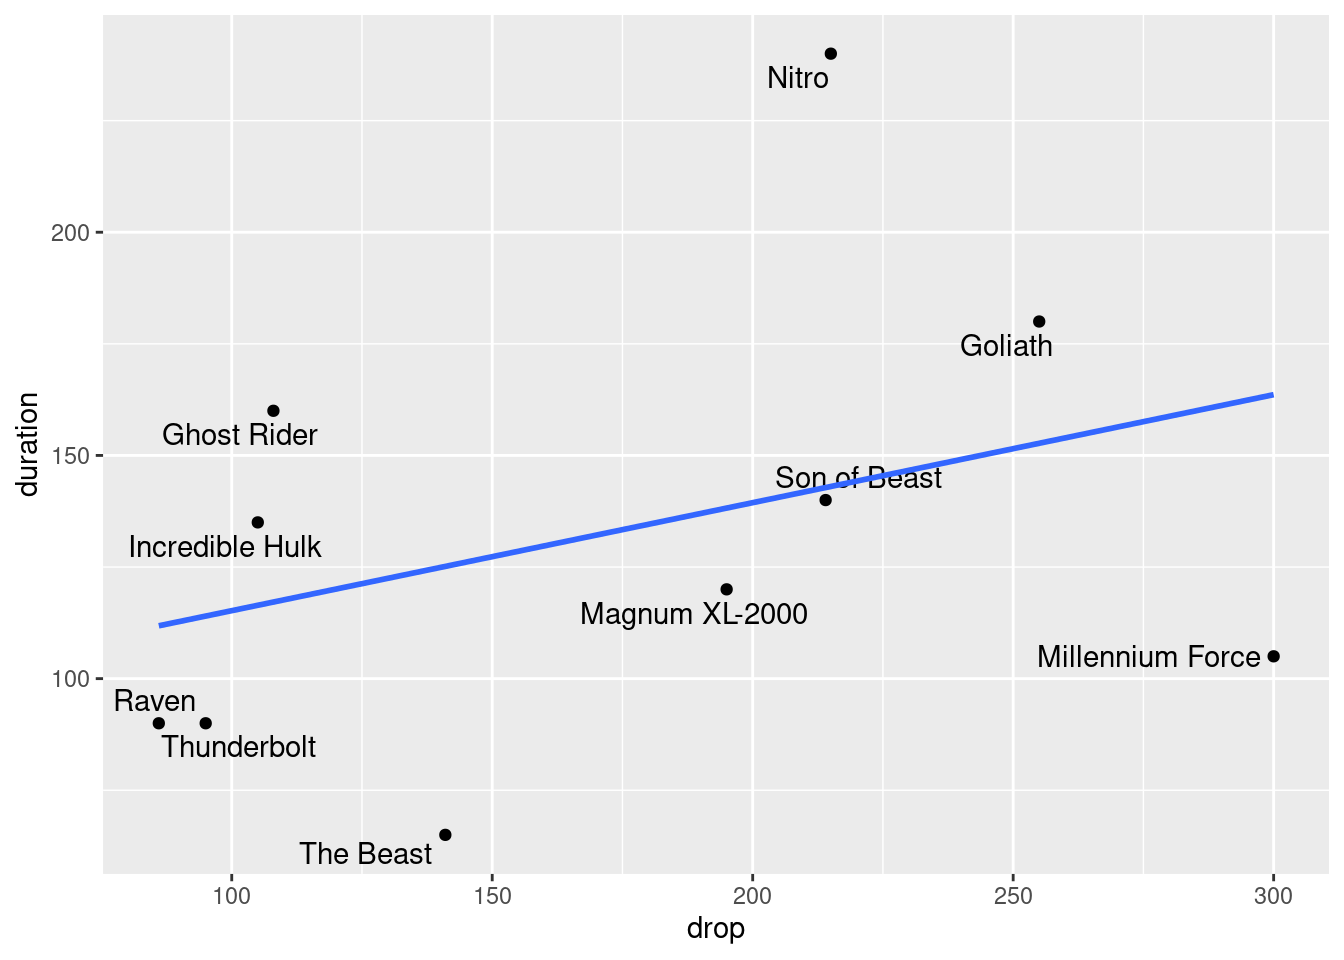 Nitro
200
Goliath
Ghost Rider
150
Son of Beast
Incredible Hulk
Magnum XL-2000
Millennium Force
100
Raven
Thunderbolt
The Beast
100 150 200 250 300
drop
duration